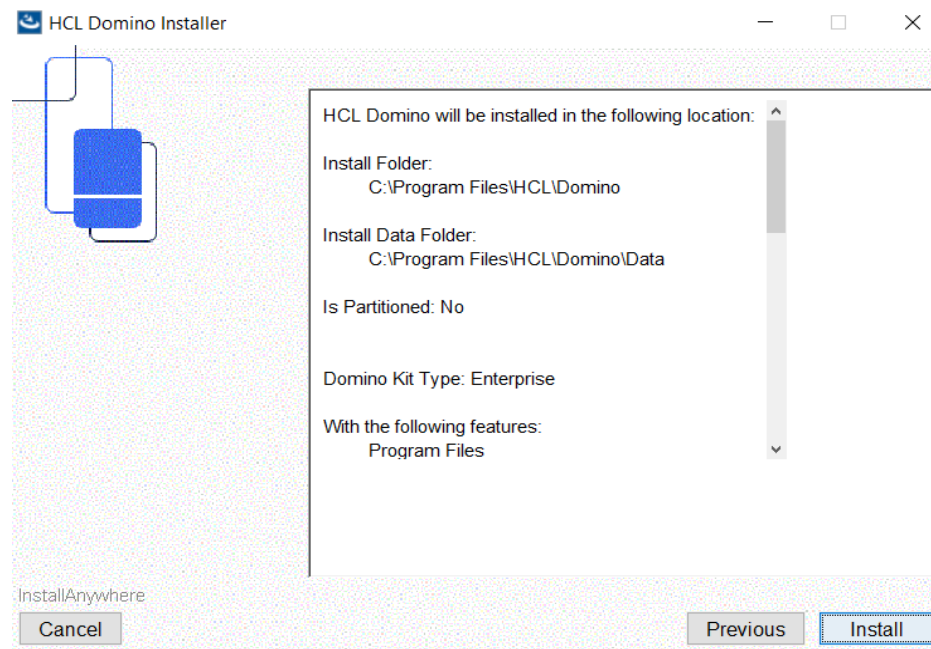 HCL Domino Installer
HCL Domino will be installed in the following location:
Install Folder:
C:\Program Files\HCL\Domino
Install Data Folder:
C:\Program Files\HCL\Domino\Data
Is Partitioned: No
Domino Kit Type: Enterprise
With the following features:
Program Files
InstallAnywhere
Cancel
Previous
Install